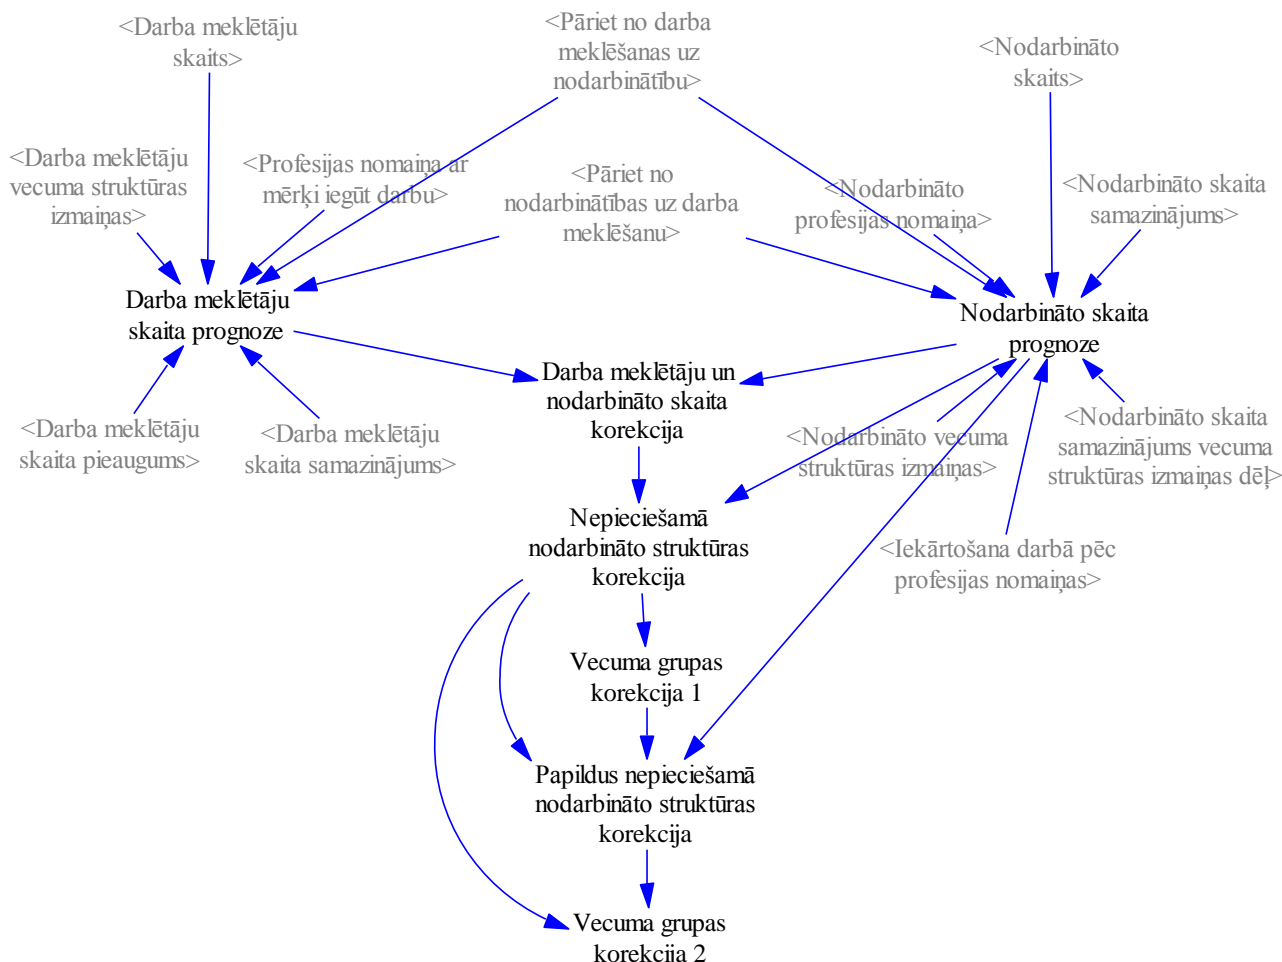 <Darba meklētāju
skaits>
<Pāriet no darba
meklēšanas uz
nodarbinātību>
<Nodarbināto
skaits>
<Darba meklētāju
vecuma struktūras
izmaiņas>
<Profesijas nomaiņa ar
mērķi iegūt darbu>
<Pāriet no
nodarbinātības uz darba
meklēšanu>
<Nodarbināto
profesijas nomaiņa>
<Nodarbināto skaita
samazinājums>
Darba meklētāju
skaita prognoze
Nodarbināto skaita
prognoze
Darba meklētāju un
nodarbināto skaita
korekcija
<Darba meklētāju
skaita pieaugums>
<Darba meklētāju
skaita samazinājums>
<Nodarbināto vecuma
struktūras izmaiņas>
<Nodarbināto skaita
samazinājums vecuma
struktūras izmaiņas dēļ>
Nepieciešamā
nodarbināto struktūras
korekcija
<Iekārtošana darbā pēc
profesijas nomaiņas>
Vecuma grupas
korekcija 1
Papildus nepieciešamā
nodarbināto struktūras
korekcija
Vecuma grupas
korekcija 2